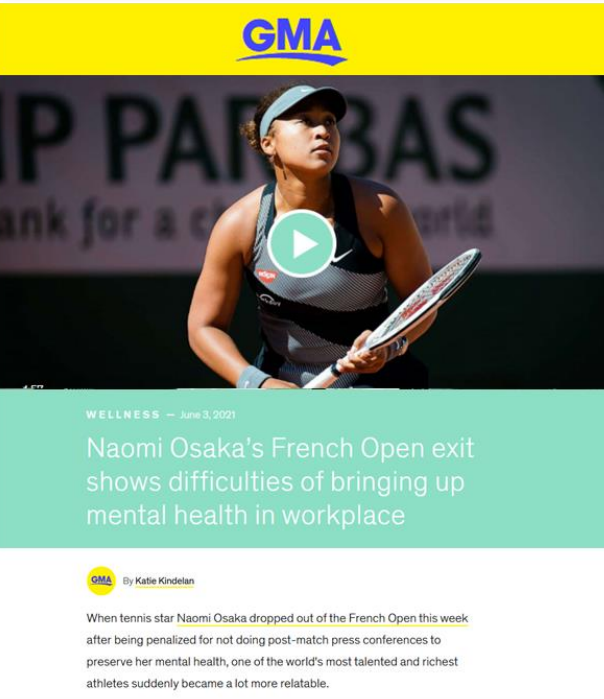 GMA
IP PARIBAS
ank for a c orld
WELLNESS — June 3, 2021
Naomi Osaka's French Open exit
shows difficulties of bringing up
mental health in workplace
GMA By Katie Kindelan
When tennis star Naomi Osaka dropped out of the French Open this week
after being penalized for not doing post-match press conferences to
preserve her mental health, one of the world's most talented and richest
athletes suddenly became a lot more relatable.